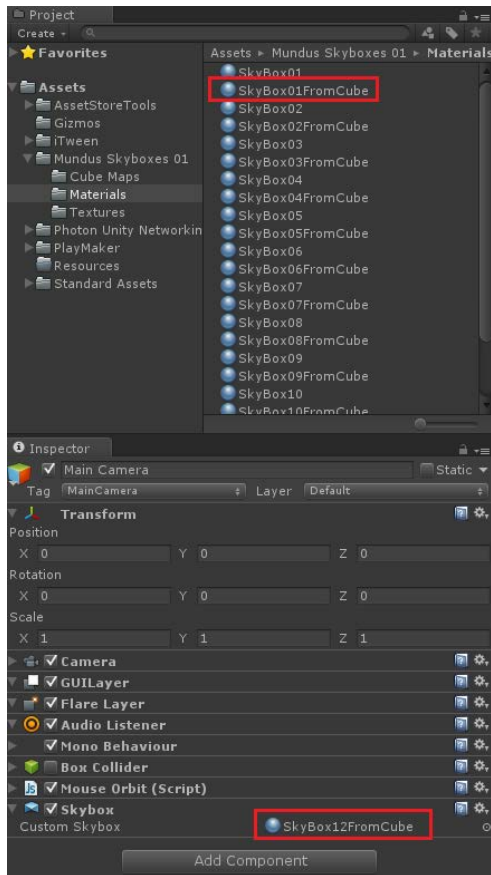 Project
Create
Favorites
Assets
AssetStoreTools
Gizmos
iTween
Mundus Skyboxes 01
Cube Maps
Materials
Textures
Photon Unity Networkin
PlayMaker
Resources
Standard Assets
Assets ▸ Mundus Skyboxes 01 ▸ Materials
SkyBox01
SkyBox01FromCube
SkyBox02
SkyBox02FromCube
SkyBox03
SkyBox03FromCube
SkyBox04
SkyBox04FromCube
SkyBox05
SkyBox05FromCube
SkyBox06
SkyBox06FromCube
SkyBox07
SkyBox07FromCube
SkyBox08
SkyBox08FromCube
SkyBox09
SkyBox09FromCube
SkyBox10
SkyBox10FromCube
Inspector
Main Camera Static
Tag MainCamera Layer Default
Transform
Position
X 0 Y 0 Z 0
Rotation
X 0 Y 0 Z 0
Scale
X 1 Y 1 Z 1
Camera
GUILayer
Flare Layer
Audio Listener
Mono Behaviour
Box Collider
Mouse Orbit (Script)
Skybox
Custom Skybox SkyBox12FromCube
Add Component